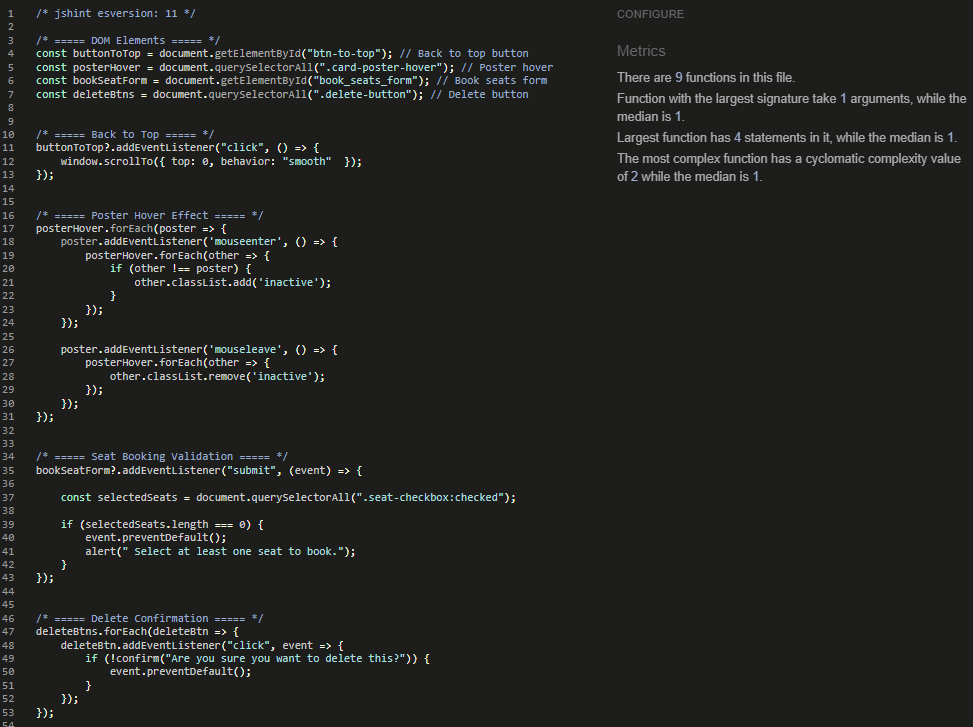 1 /* jshint esversion: 11 */
2
3 /* ===== DOM Elements ===== */
4 const buttonToTop = document.getElementById("btn-to-top"); // Back to top button
5 const posterHover = document.querySelectorAll(".card-poster-hover"); // Poster hover
6 const bookSeatForm = document.getElementById("book_seats_form"); // Book seats form
7 const deleteBtns = document.querySelectorAll(".delete-button"); // Delete button
8
9
10 /* ===== Back to Top ===== */
11 buttonToTop?.addEventListener("click", () => {
12     window.scrollTo({ top: 0, behavior: "smooth"  });
13 });
14
15
16 /* ===== Poster Hover Effect ===== */
17 posterHover.forEach(poster => {
18     poster.addEventListener('mouseenter', () => {
19         posterHover.forEach(other => {
20             if (other !== poster) {
21                 other.classList.add('inactive');
22             }
23         });
24     });
25
26     poster.addEventListener('mouseleave', () => {
27         posterHover.forEach(other => {
28             other.classList.remove('inactive');
29         });
30     });
31 });
32
33
34 /* ===== Seat Booking Validation ===== */
35 bookSeatForm?.addEventListener("submit", (event) => {
36
37     const selectedSeats = document.querySelectorAll(".seat-checkbox:checked");
38
39     if (selectedSeats.length === 0) {
40         event.preventDefault();
41         alert(" Select at least one seat to book.");
42     }
43 });
44
45
46 /* ===== Delete Confirmation ===== */
47 deleteBtns.forEach(deleteBtn => {
48     deleteBtn.addEventListener("click", event => {
49         if (!confirm("Are you sure you want to delete this?")) {
50             event.preventDefault();
51         }
52     });
53 });
54
CONFIGURE
Metrics
There are 9 functions in this file.
Function with the largest signature take 1 arguments, while the
median is 1.
Largest function has 4 statements in it, while the median is 1.
The most complex function has a cyclomatic complexity value
of 2 while the median is 1.